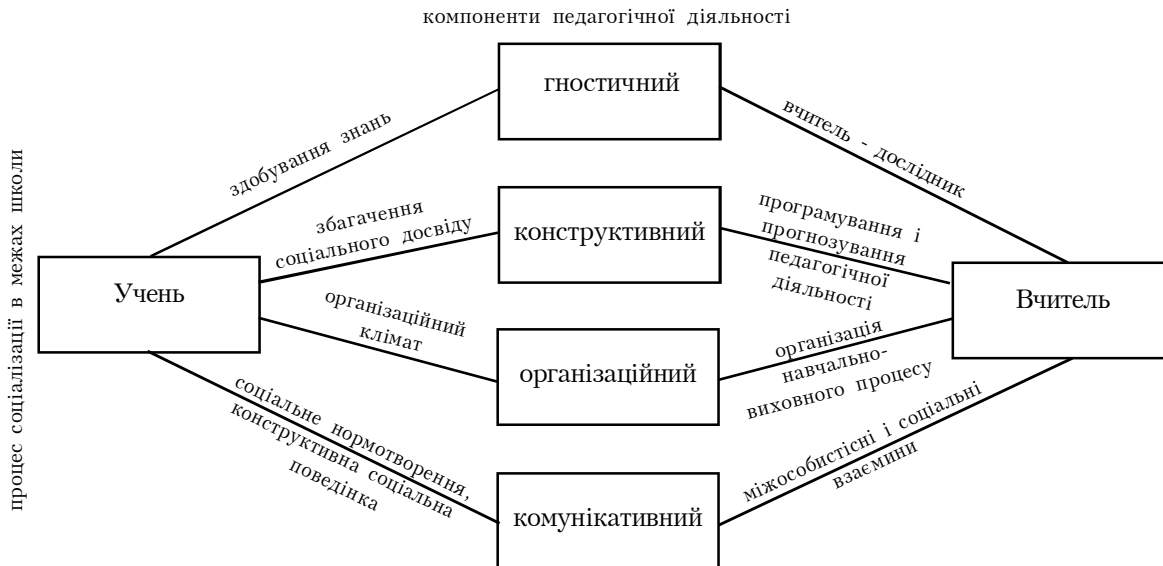 компоненти педагогічної діяльності
процес соціалізації в межах школи
гностичний
здобування знань
вчитель - дослідник
збагачення
соціального досвіду
конструктивний
програмування і
прогнозування
педагогічної
діяльності
Учень
Вчитель
організаційний
клімат
організаційний
організація
навчально-
виховного процесу
соціальне нормотворення,
конструктивна соціальна
поведінка
комунікативний
міжособистісні і соціальні
взаємини